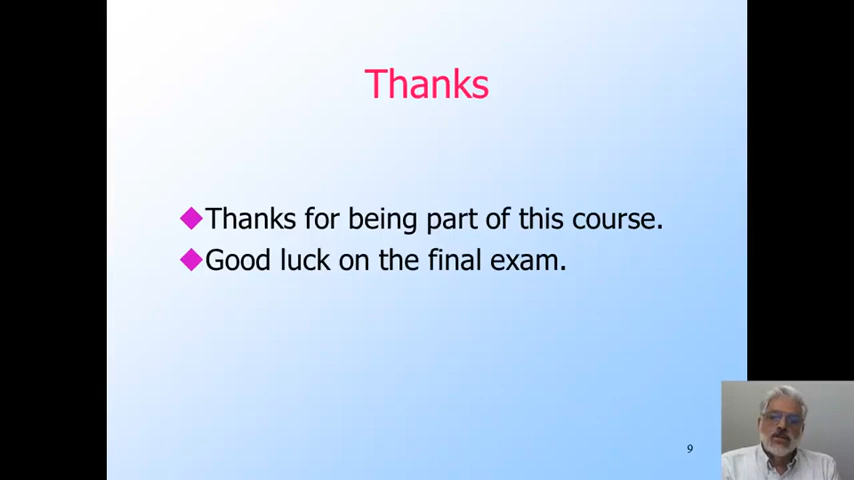 Thanks
Thanks for being part of this course.
Good luck on the final exam.
9